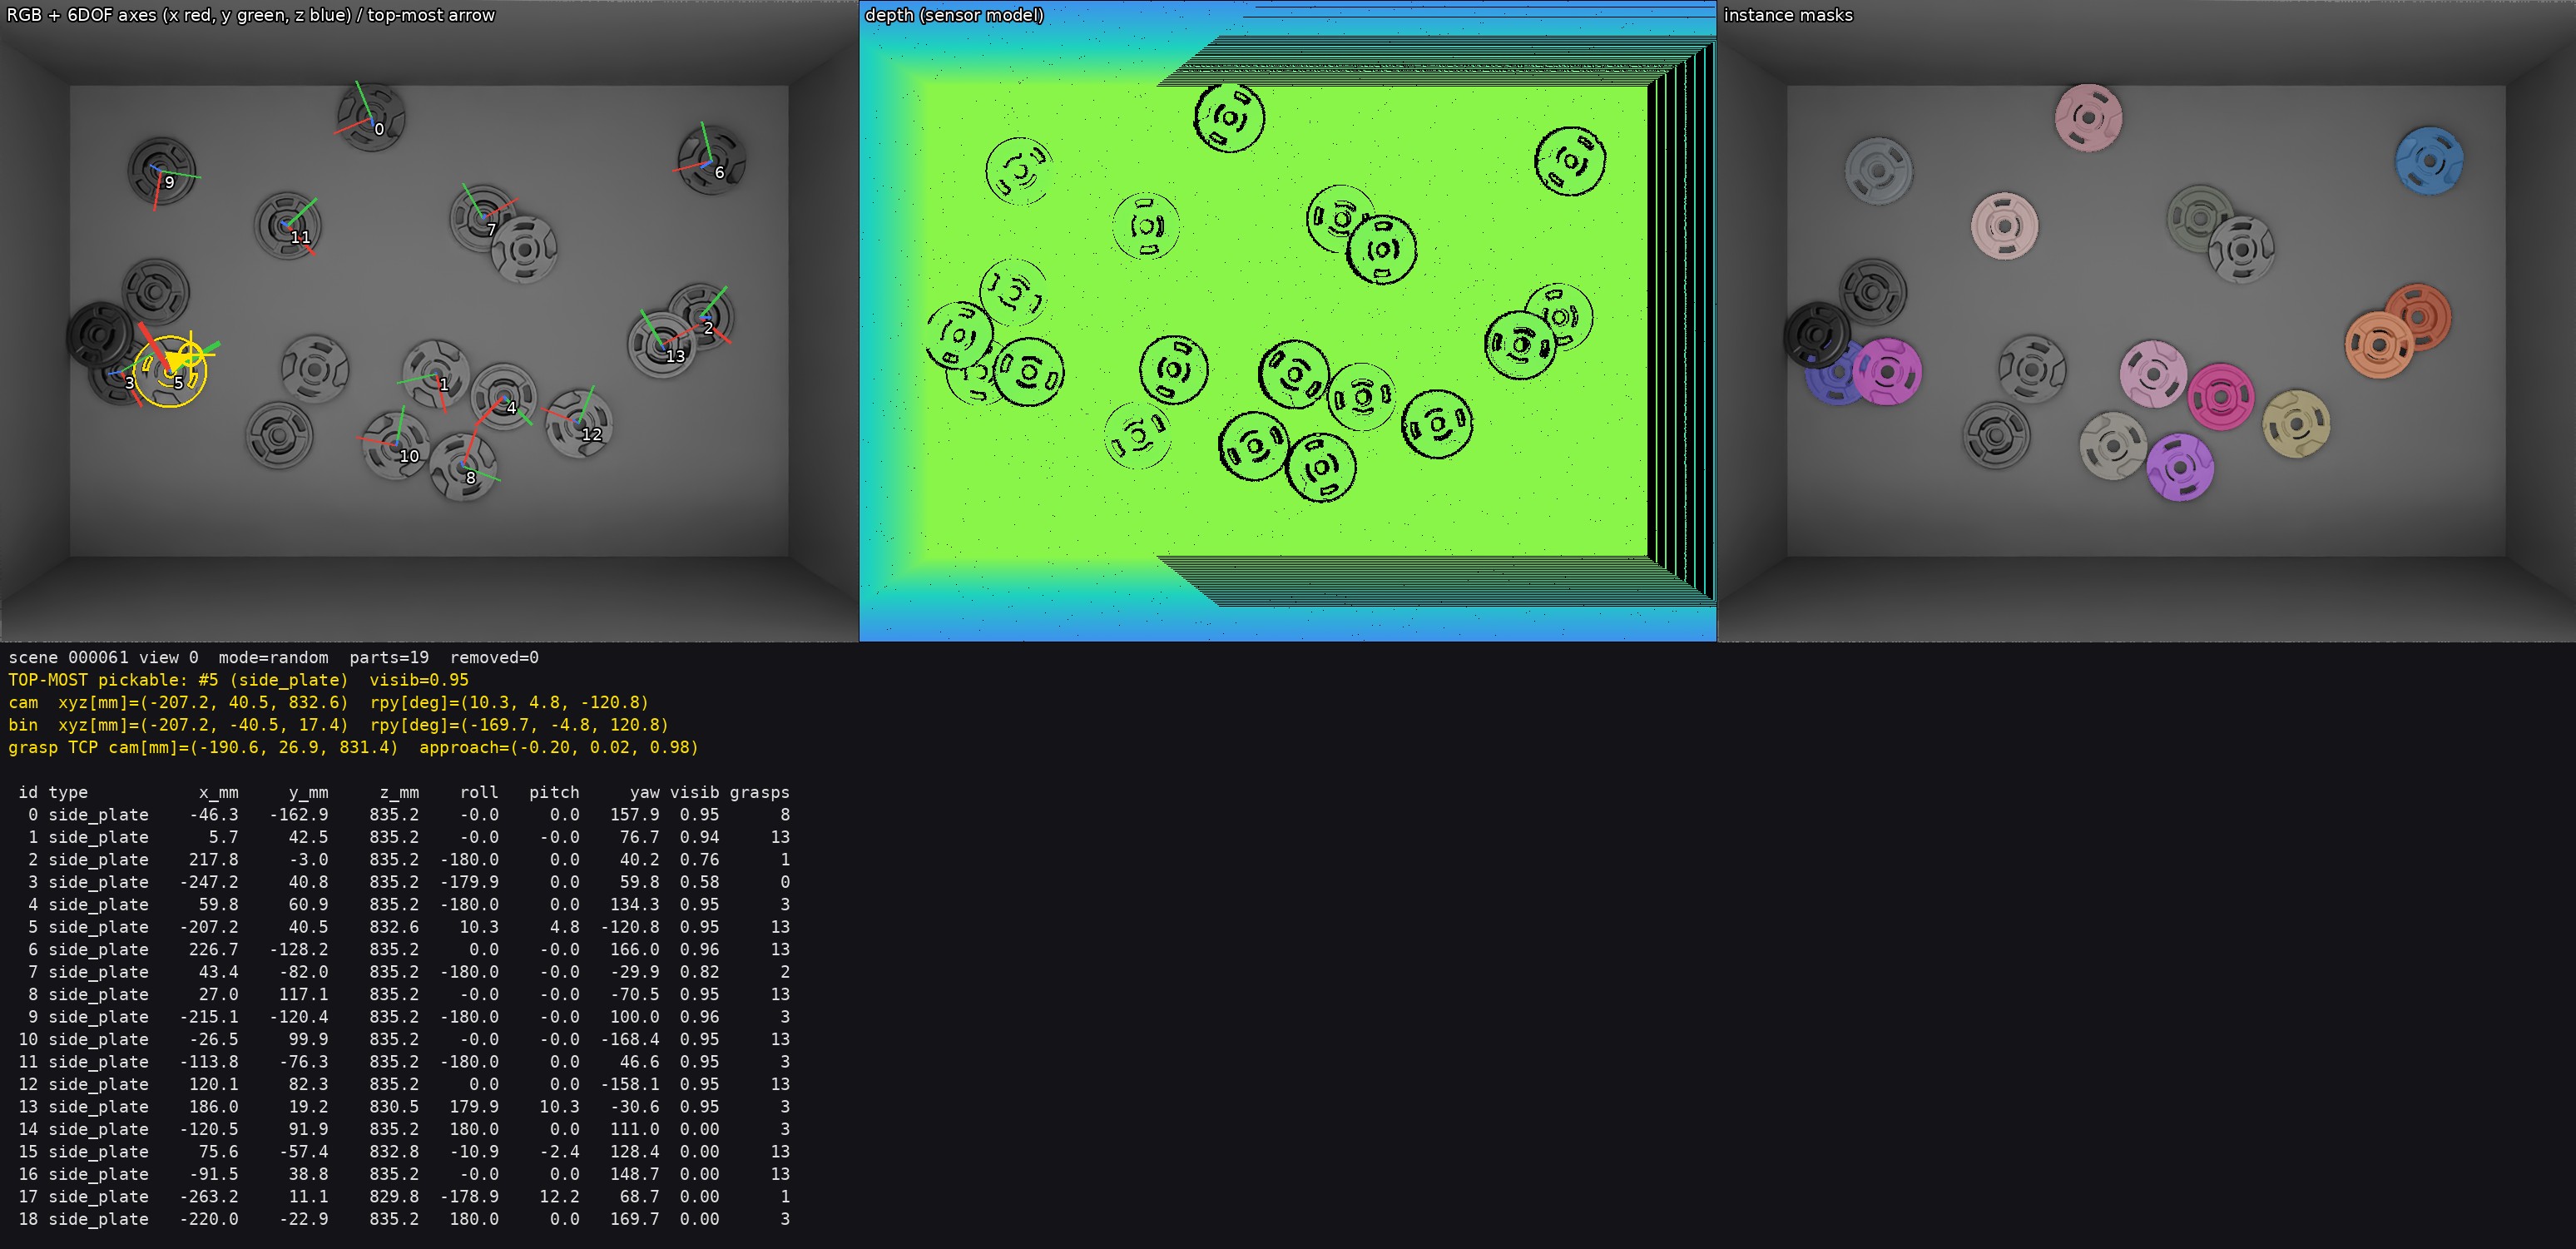 RGB + 6DOF axes (x red, y green, z blue) / top-most arrow
depth (sensor model)
instance masks
0
9
6
11
7
2
13
3
5
1
4
12
10
8
scene 000061 view 0  mode=random  parts=19  removed=0
TOP-MOST pickable: #5 (side_plate)  visib=0.95
cam  xyz[mm]=(-207.2, 40.5, 832.6)  rpy[deg]=(10.3, 4.8, -120.8)
bin  xyz[mm]=(-207.2, -40.5, 17.4)  rpy[deg]=(-169.7, -4.8, 120.8)
grasp TCP cam[mm]=(-190.6, 26.9, 831.4)  approach=(-0.20, 0.02, 0.98)
id type x_mm y_mm z_mm roll pitch yaw visib grasps
0 side_plate -46.3 -162.9 835.2 -0.0 0.0 157.9 0.95 8
1 side_plate 5.7 42.5 835.2 -0.0 -0.0 76.7 0.94 13
2 side_plate 217.8 -3.0 835.2 -180.0 0.0 40.2 0.76 1
3 side_plate -247.2 40.8 835.2 -179.9 0.0 59.8 0.58 0
4 side_plate 59.8 60.9 835.2 -180.0 0.0 134.3 0.95 3
5 side_plate -207.2 40.5 832.6 10.3 4.8 -120.8 0.95 13
6 side_plate 226.7 -128.2 835.2 0.0 -0.0 166.0 0.96 13
7 side_plate 43.4 -82.0 835.2 -180.0 -0.0 -29.9 0.82 2
8 side_plate 27.0 117.1 835.2 -0.0 -0.0 -70.5 0.95 13
9 side_plate -215.1 -120.4 835.2 -180.0 -0.0 100.0 0.96 3
10 side_plate -26.5 99.9 835.2 -0.0 -0.0 -168.4 0.95 13
11 side_plate -113.8 -76.3 835.2 -180.0 0.0 46.6 0.95 3
12 side_plate 120.1 82.3 835.2 0.0 0.0 -158.1 0.95 13
13 side_plate 186.0 19.2 830.5 179.9 10.3 -30.6 0.95 3
14 side_plate -120.5 91.9 835.2 180.0 0.0 111.0 0.00 3
15 side_plate 75.6 -57.4 832.8 -10.9 -2.4 128.4 0.00 13
16 side_plate -91.5 38.8 835.2 -0.0 0.0 148.7 0.00 13
17 side_plate -263.2 11.1 829.8 -178.9 12.2 68.7 0.00 1
18 side_plate -220.0 -22.9 835.2 180.0 0.0 169.7 0.00 3